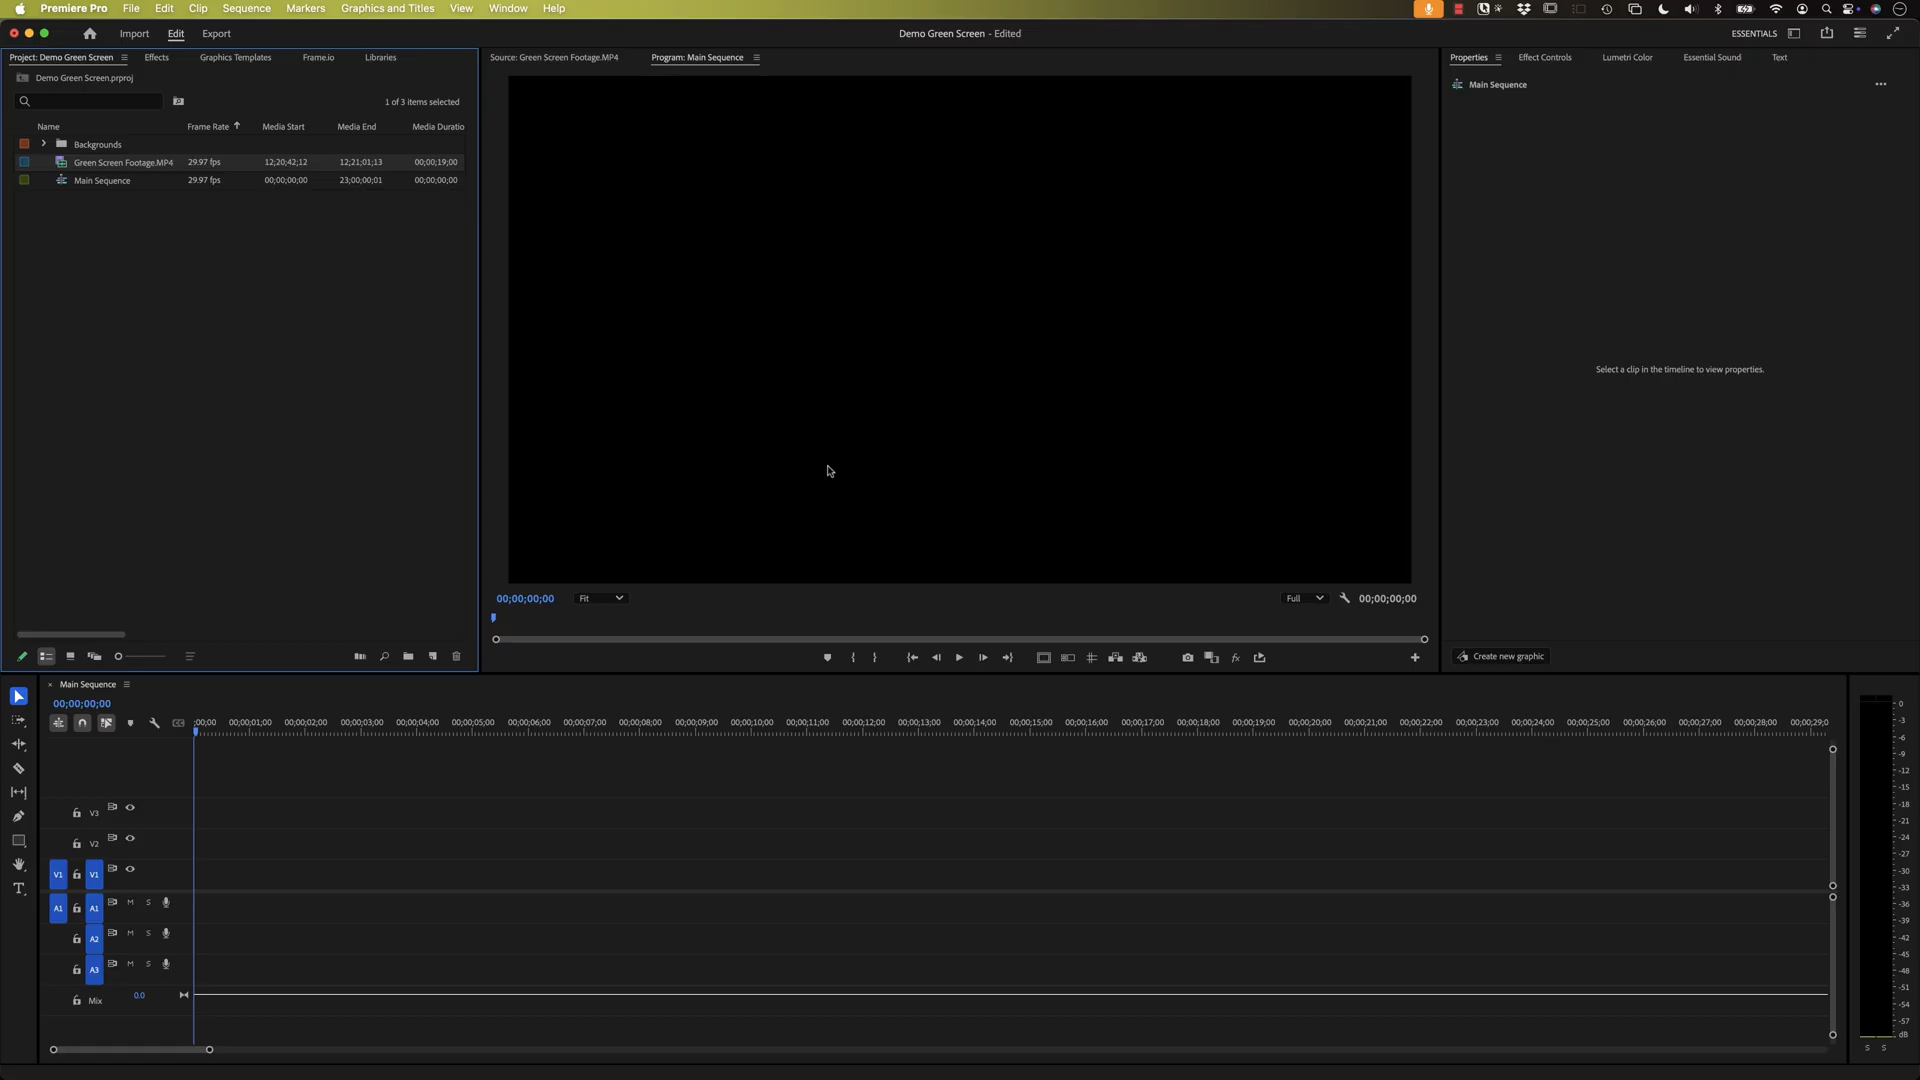 Premiere Pro File Edit Clip Sequence Markers Graphics and Titles View Window Help
Import Edit Export
Demo Green Screen - Edited
ESSENTIALS
Project: Demo Green Screen Effects Graphics Templates Frame.io Libraries
Demo Green Screen.prproj
1 of 3 items selected
Name Frame Rate Media Start Media End Media Duratio
Backgrounds
Green Screen Footage.MP4 29.97 fps 12;20;42;12 12;21;01;13 00;00;19;00
Main Sequence 29.97 fps 00;00;00;00 23;00;00;01 00;00;00;00
Source: Green Screen Footage.MP4 Program: Main Sequence
00;00;00;00 Fit Full 00;00;00;00
Properties Effect Controls Lumetri Color Essential Sound Text
Main Sequence
Select a clip in the timeline to view properties.
Create new graphic
Main Sequence
00;00;00;00
;00;00 00;00;01;00 00;00;02;00 00;00;03;00 00;00;04;00 00;00;05;00 00;00;06;00 00;00;07;00 00;00;08;00 00;00;09;00 00;00;10;00 00;00;11;00 00;00;12;00 00;00;13;00 00;00;14;00 00;00;15;00 00;00;16;00 00;00;17;00 00;00;18;00 00;00;19;00 00;00;20;00 00;00;21;00 00;00;22;00 00;00;23;00 00;00;24;00 00;00;25;00 00;00;26;00 00;00;27;00 00;00;28;00 00;00;29;0
V3
V2
V1 V1
A1 A1 M S
A2 M S
A3 M S
Mix 0.0
0
-3
-6
-9
-12
-15
-18
-21
-24
-27
-30
-33
-36
-39
-42
-45
-48
-51
-54
-57
dB
S S